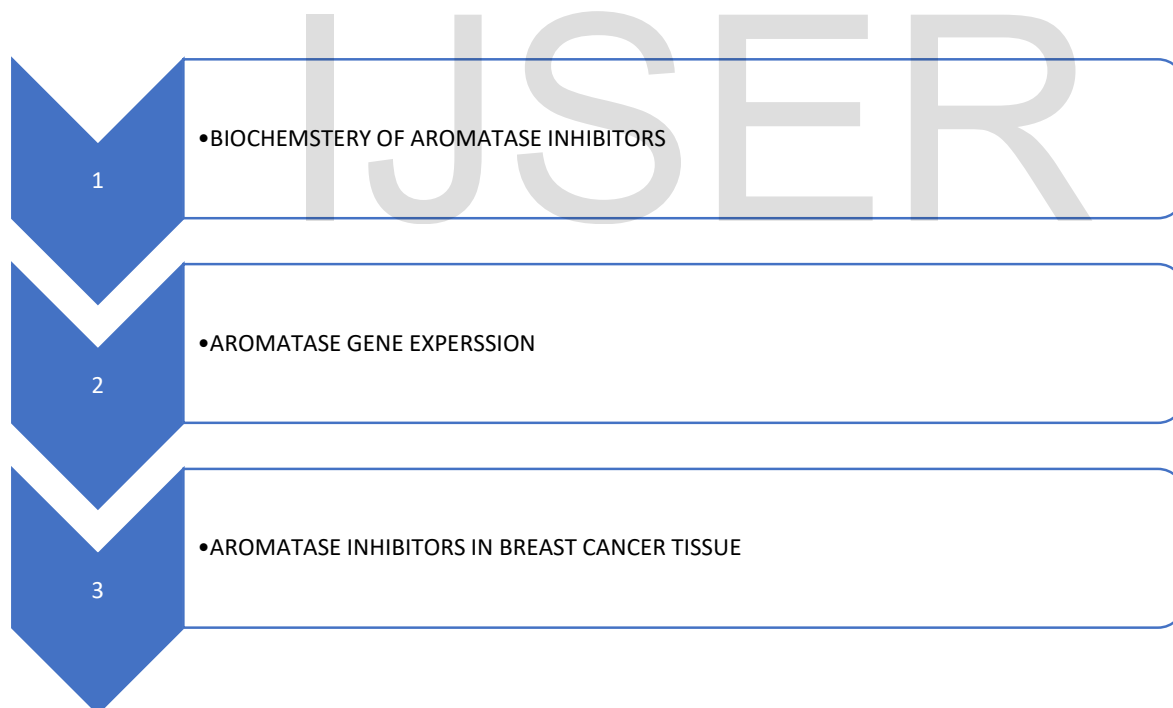 IJSER
1
•BIOCHEMSTERY OF AROMATASE INHIBITORS
2
•AROMATASE GENE EXPERSSION
3
•AROMATASE INHIBITORS IN BREAST CANCER TISSUE